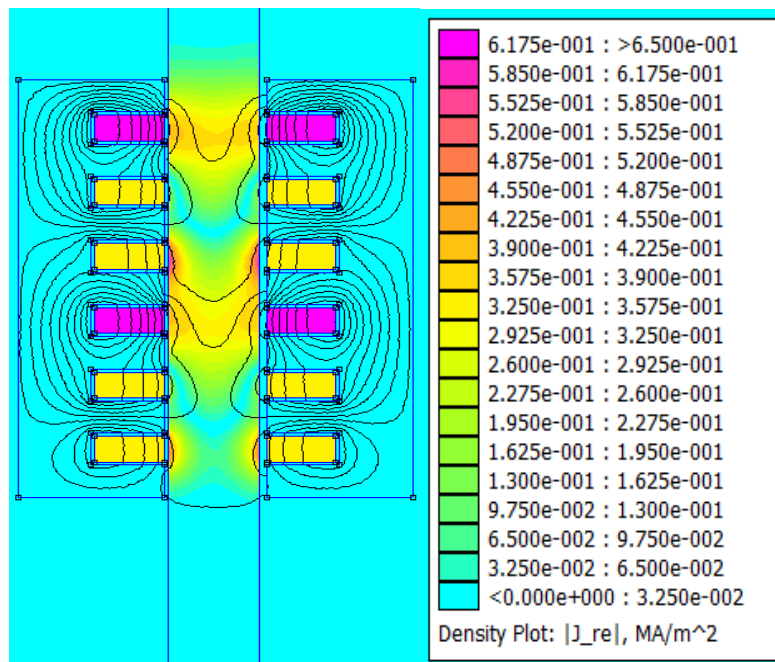 6.175e-001 : >6.500e-001
5.850e-001 : 6.175e-001
5.525e-001 : 5.850e-001
5.200e-001 : 5.525e-001
4.875e-001 : 5.200e-001
4.550e-001 : 4.875e-001
4.225e-001 : 4.550e-001
3.900e-001 : 4.225e-001
3.575e-001 : 3.900e-001
3.250e-001 : 3.575e-001
2.925e-001 : 3.250e-001
2.600e-001 : 2.925e-001
2.275e-001 : 2.600e-001
1.950e-001 : 2.275e-001
1.625e-001 : 1.950e-001
1.300e-001 : 1.625e-001
9.750e-002 : 1.300e-001
6.500e-002 : 9.750e-002
3.250e-002 : 6.500e-002
<0.000e+000 : 3.250e-002
Density Plot: |J_re|, MA/m^2